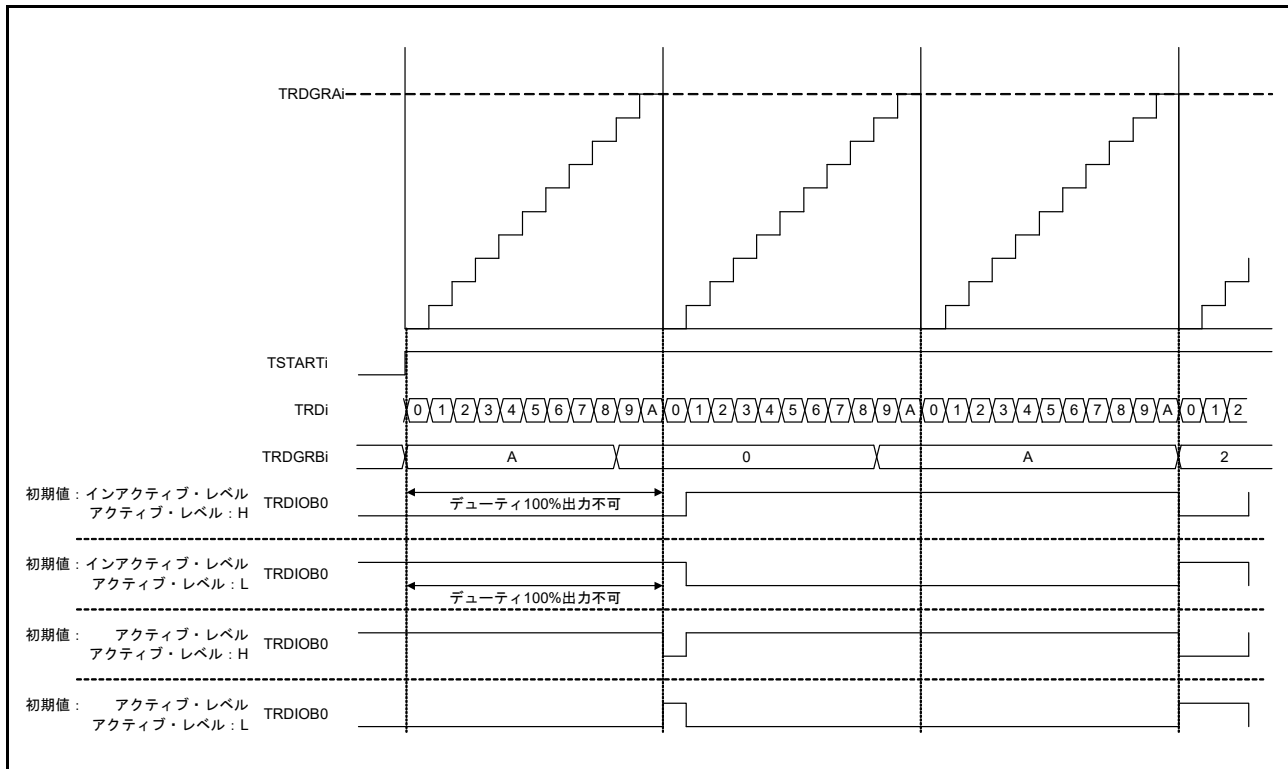 TRDGRAi
TSTARTi
TRDi 0 1 2 3 4 5 6 7 8 9 A 0 1 2 3 4 5 6 7 8 9 A 0 1 2 3 4 5 6 7 8 9 A 0 1 2
TRDGRBi A 0 A 2
初期値：インアクティブ・レベル
アクティブ・レベル：H
TRDIOB0
デューティ100%出力不可
初期値：インアクティブ・レベル
アクティブ・レベル：L
TRDIOB0
デューティ100%出力不可
初期値： アクティブ・レベル
アクティブ・レベル：H
TRDIOB0
初期値： アクティブ・レベル
アクティブ・レベル：L
TRDIOB0